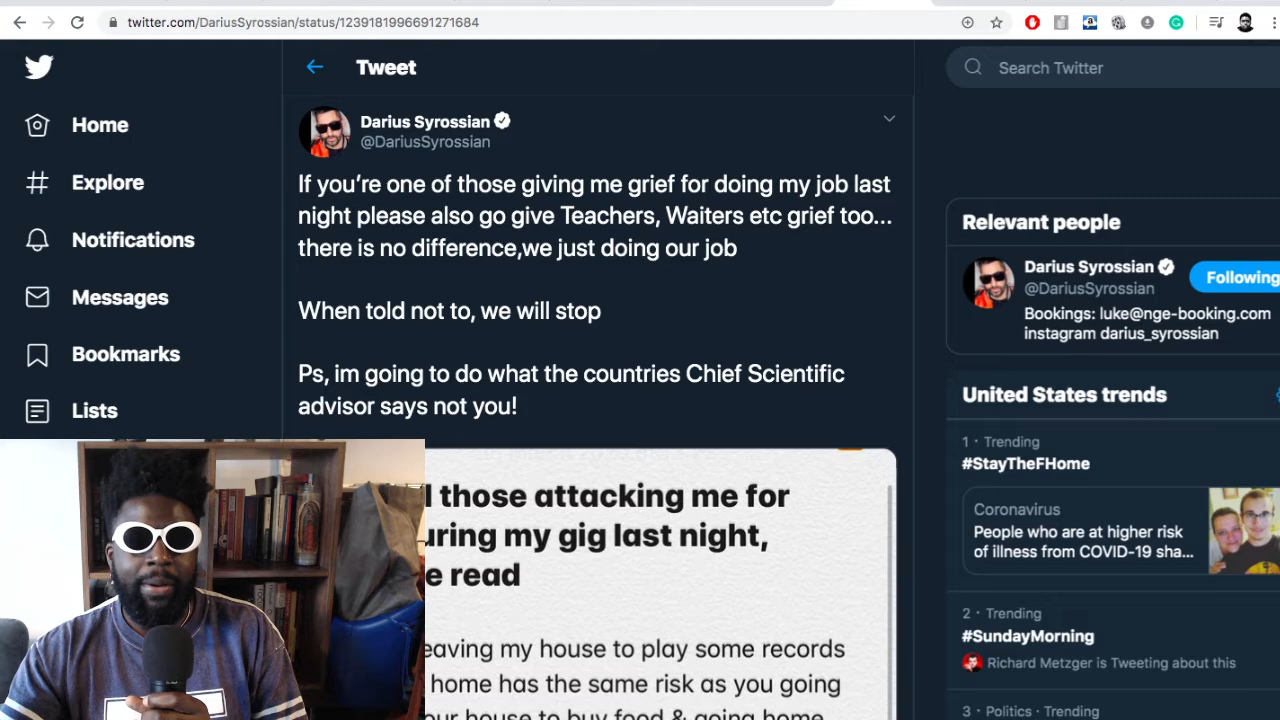 twitter.com/DariusSyrossian/status/1239181996691271684
Home
Explore
Notifications
Messages
Bookmarks
Lists
Tweet
Darius Syrossian
@DariusSyrossian
If you’re one of those giving me grief for doing my job last
night please also go give Teachers, Waiters etc grief too...
there is no difference,we just doing our job
When told not to, we will stop
Ps, im going to do what the countries Chief Scientific
advisor says not you!
those attacking me for
my gig last night,
read
my house to play some records
home has the same risk as you going
house to buy food & going home
Search Twitter
Relevant people
Darius Syrossian
@DariusSyrossian
Following
Bookings: luke@nge-booking.com
instagram darius_syrossian
United States trends
1 · Trending
#StayTheFHome
Coronavirus
People who are at higher risk
of illness from COVID-19 sha...
2 · Trending
#SundayMorning
Richard Metzger is Tweeting about this
3 · Politics · Trending